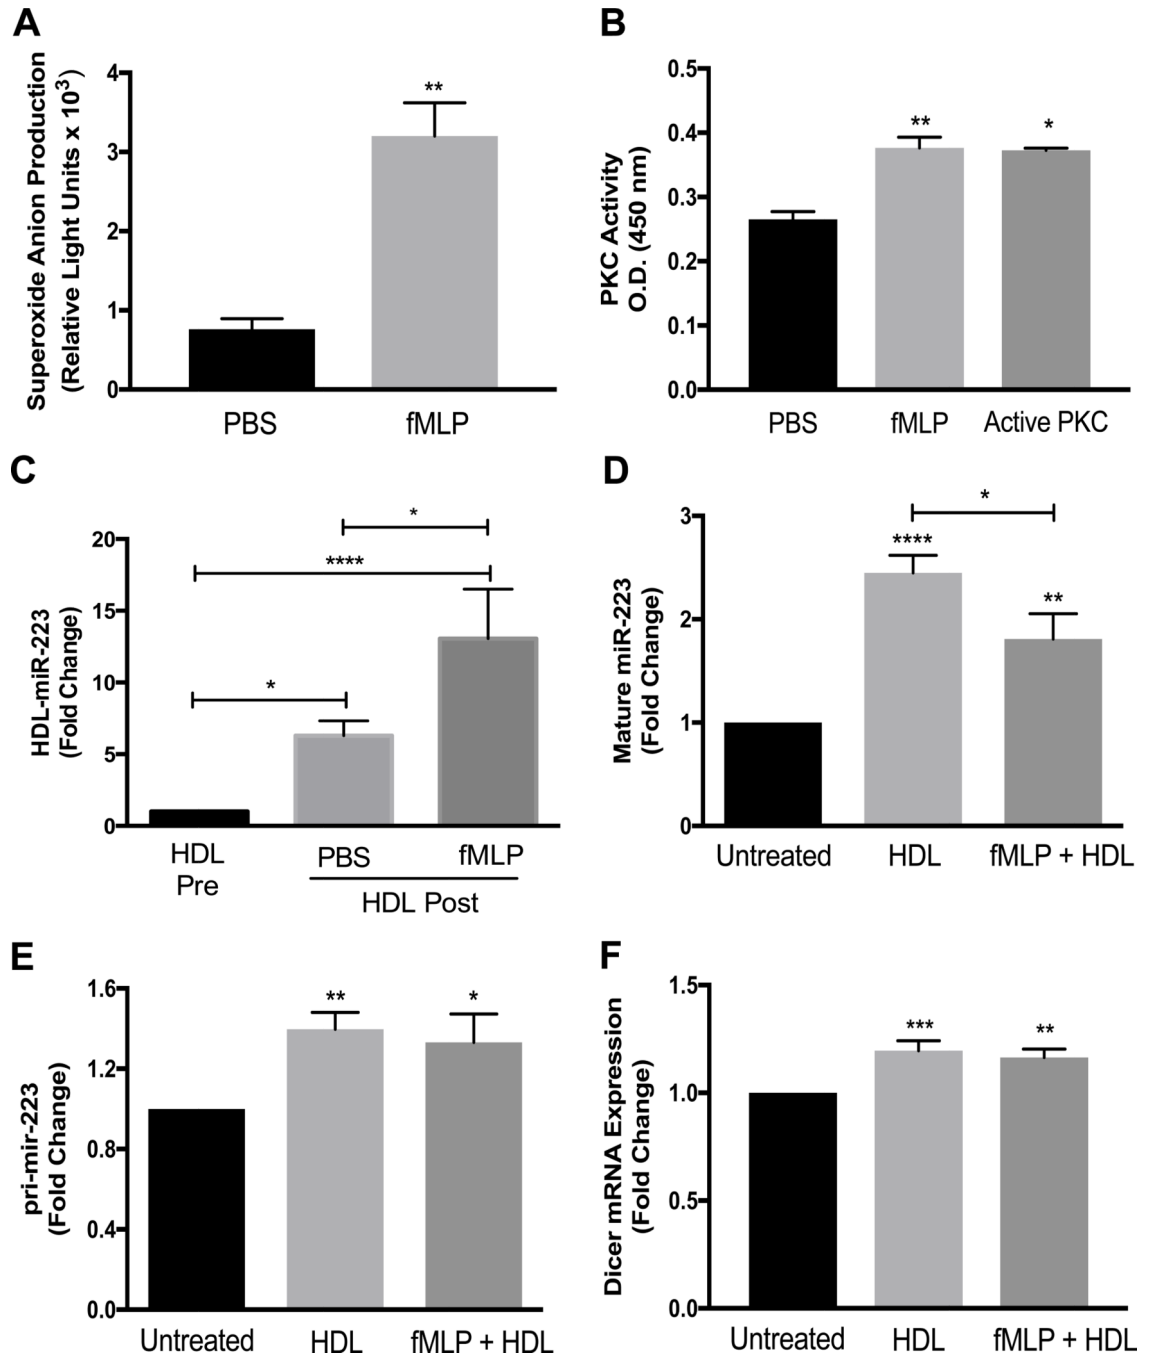 A
Superoxide Anion Production
(Relative Light Units x 10³)
4
3
2
1
0
**
PBS
fMLP
B
PKC Activity
O.D. (450 nm)
0.5
0.4
0.3
0.2
0.1
0.0
**
*
PBS
fMLP
Active PKC
C
HDL-miR-223
(Fold Change)
20
15
10
5
0
*
****
*
HDL
Pre
PBS
fMLP
HDL Post
D
Mature miR-223
(Fold Change)
3
2
1
0
*
****
**
Untreated
HDL
fMLP + HDL
E
pri-mir-223
(Fold Change)
1.6
1.2
0.8
0.4
0.0
**
*
Untreated
HDL
fMLP + HDL
F
Dicer mRNA Expression
(Fold Change)
1.5
1.0
0.5
0.0
***
**
Untreated
HDL
fMLP + HDL